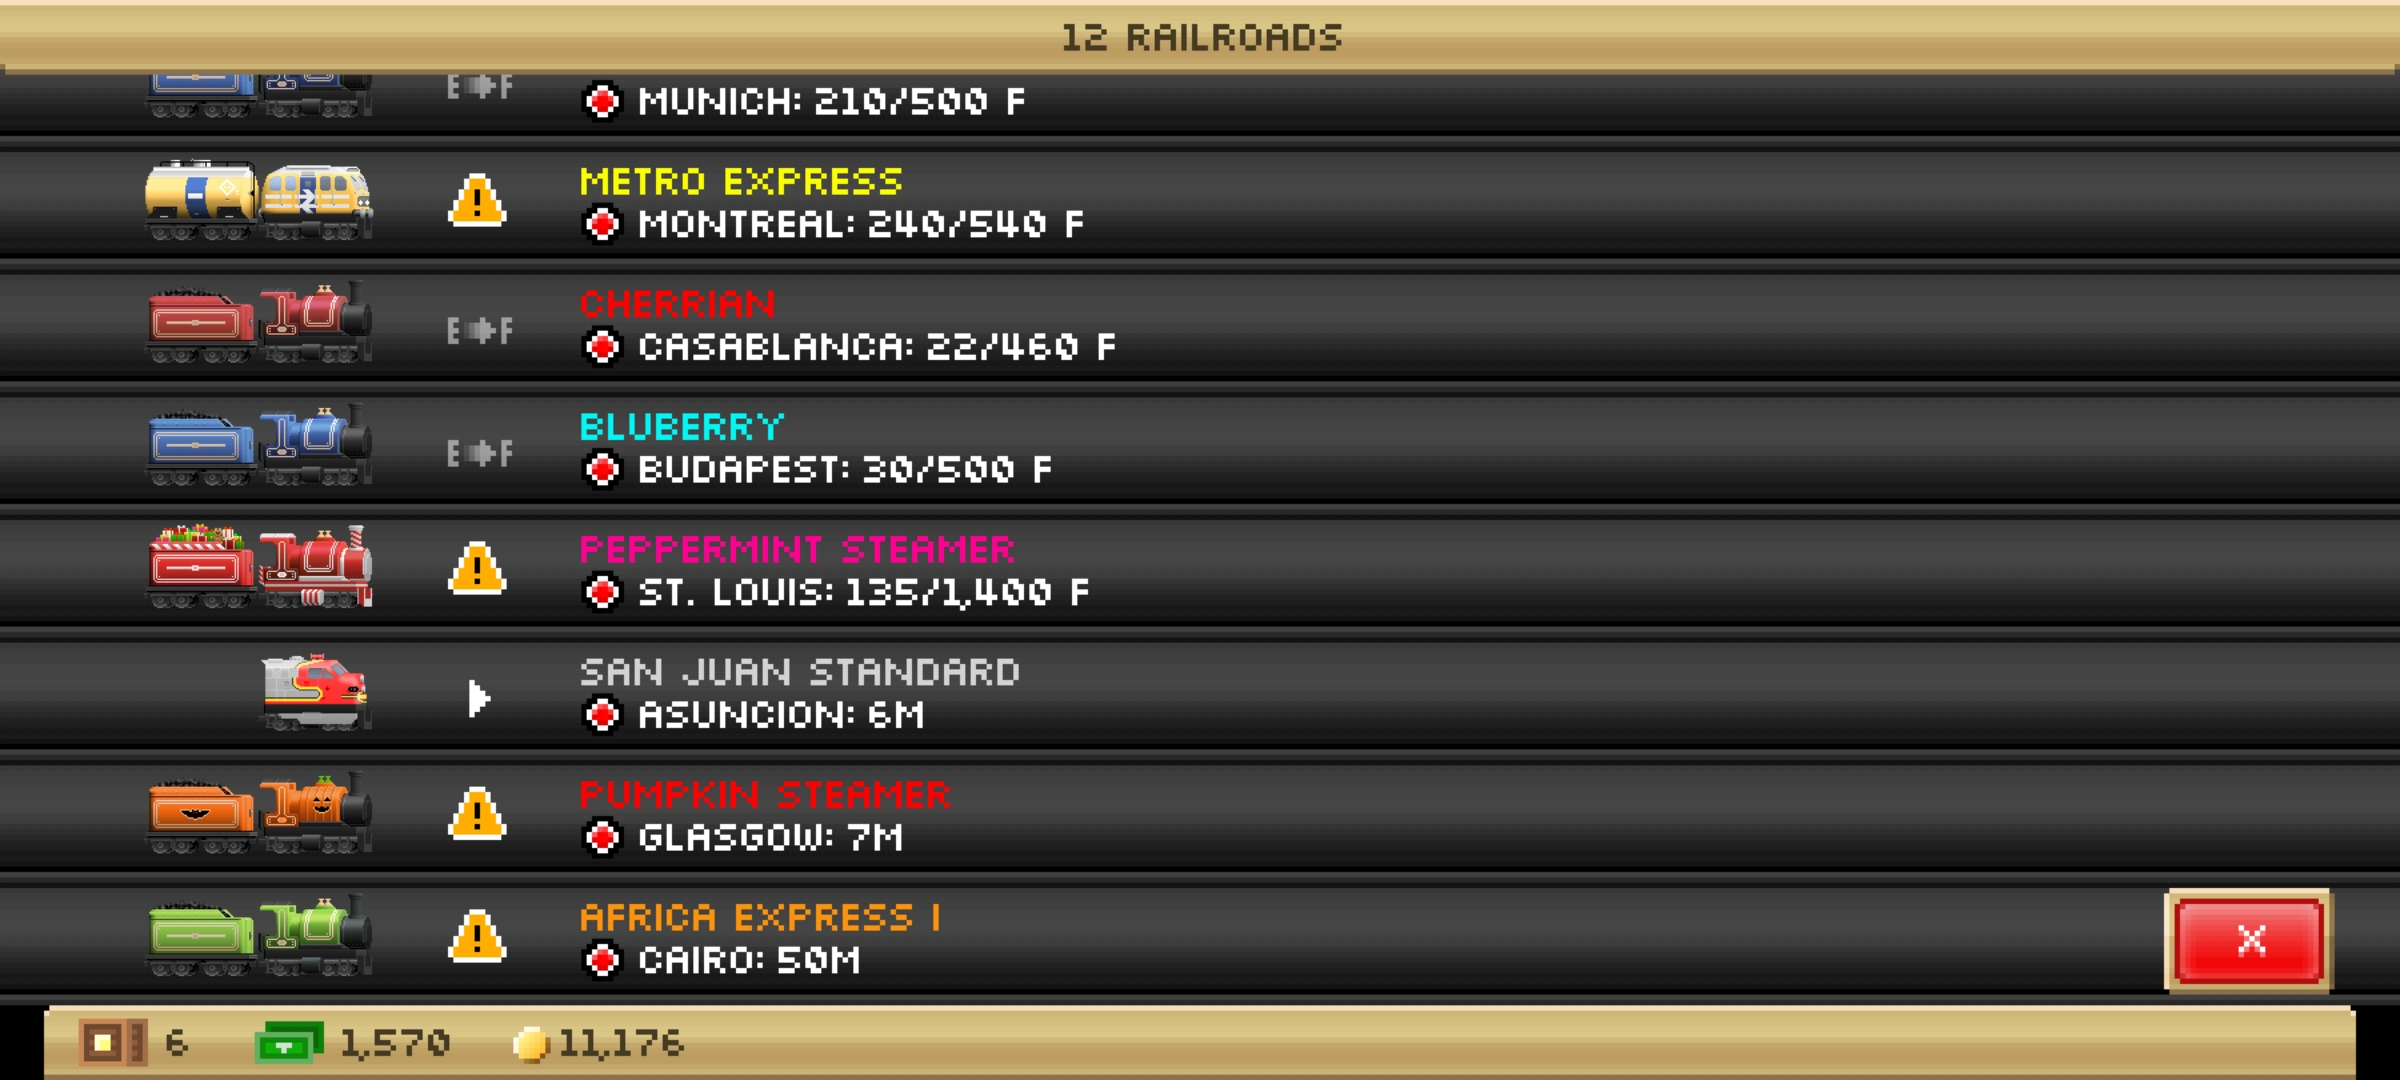 12 RAILROADS
E F
MUNICH: 210/500 F
METRO EXPRESS
MONTREAL: 240/540 F
CHERRIAN
E F
CASABLANCA: 22/460 F
BLUBERRY
E F
BUDAPEST: 30/500 F
PEPPERMINT STEAMER
ST. LOUIS: 135/1,400 F
SAN JUAN STANDARD
ASUNCION: 6M
PUMPKIN STEAMER
GLASGOW: 7M
AFRICA EXPRESS I
CAIRO: 50M
X
6 1,570 11,176